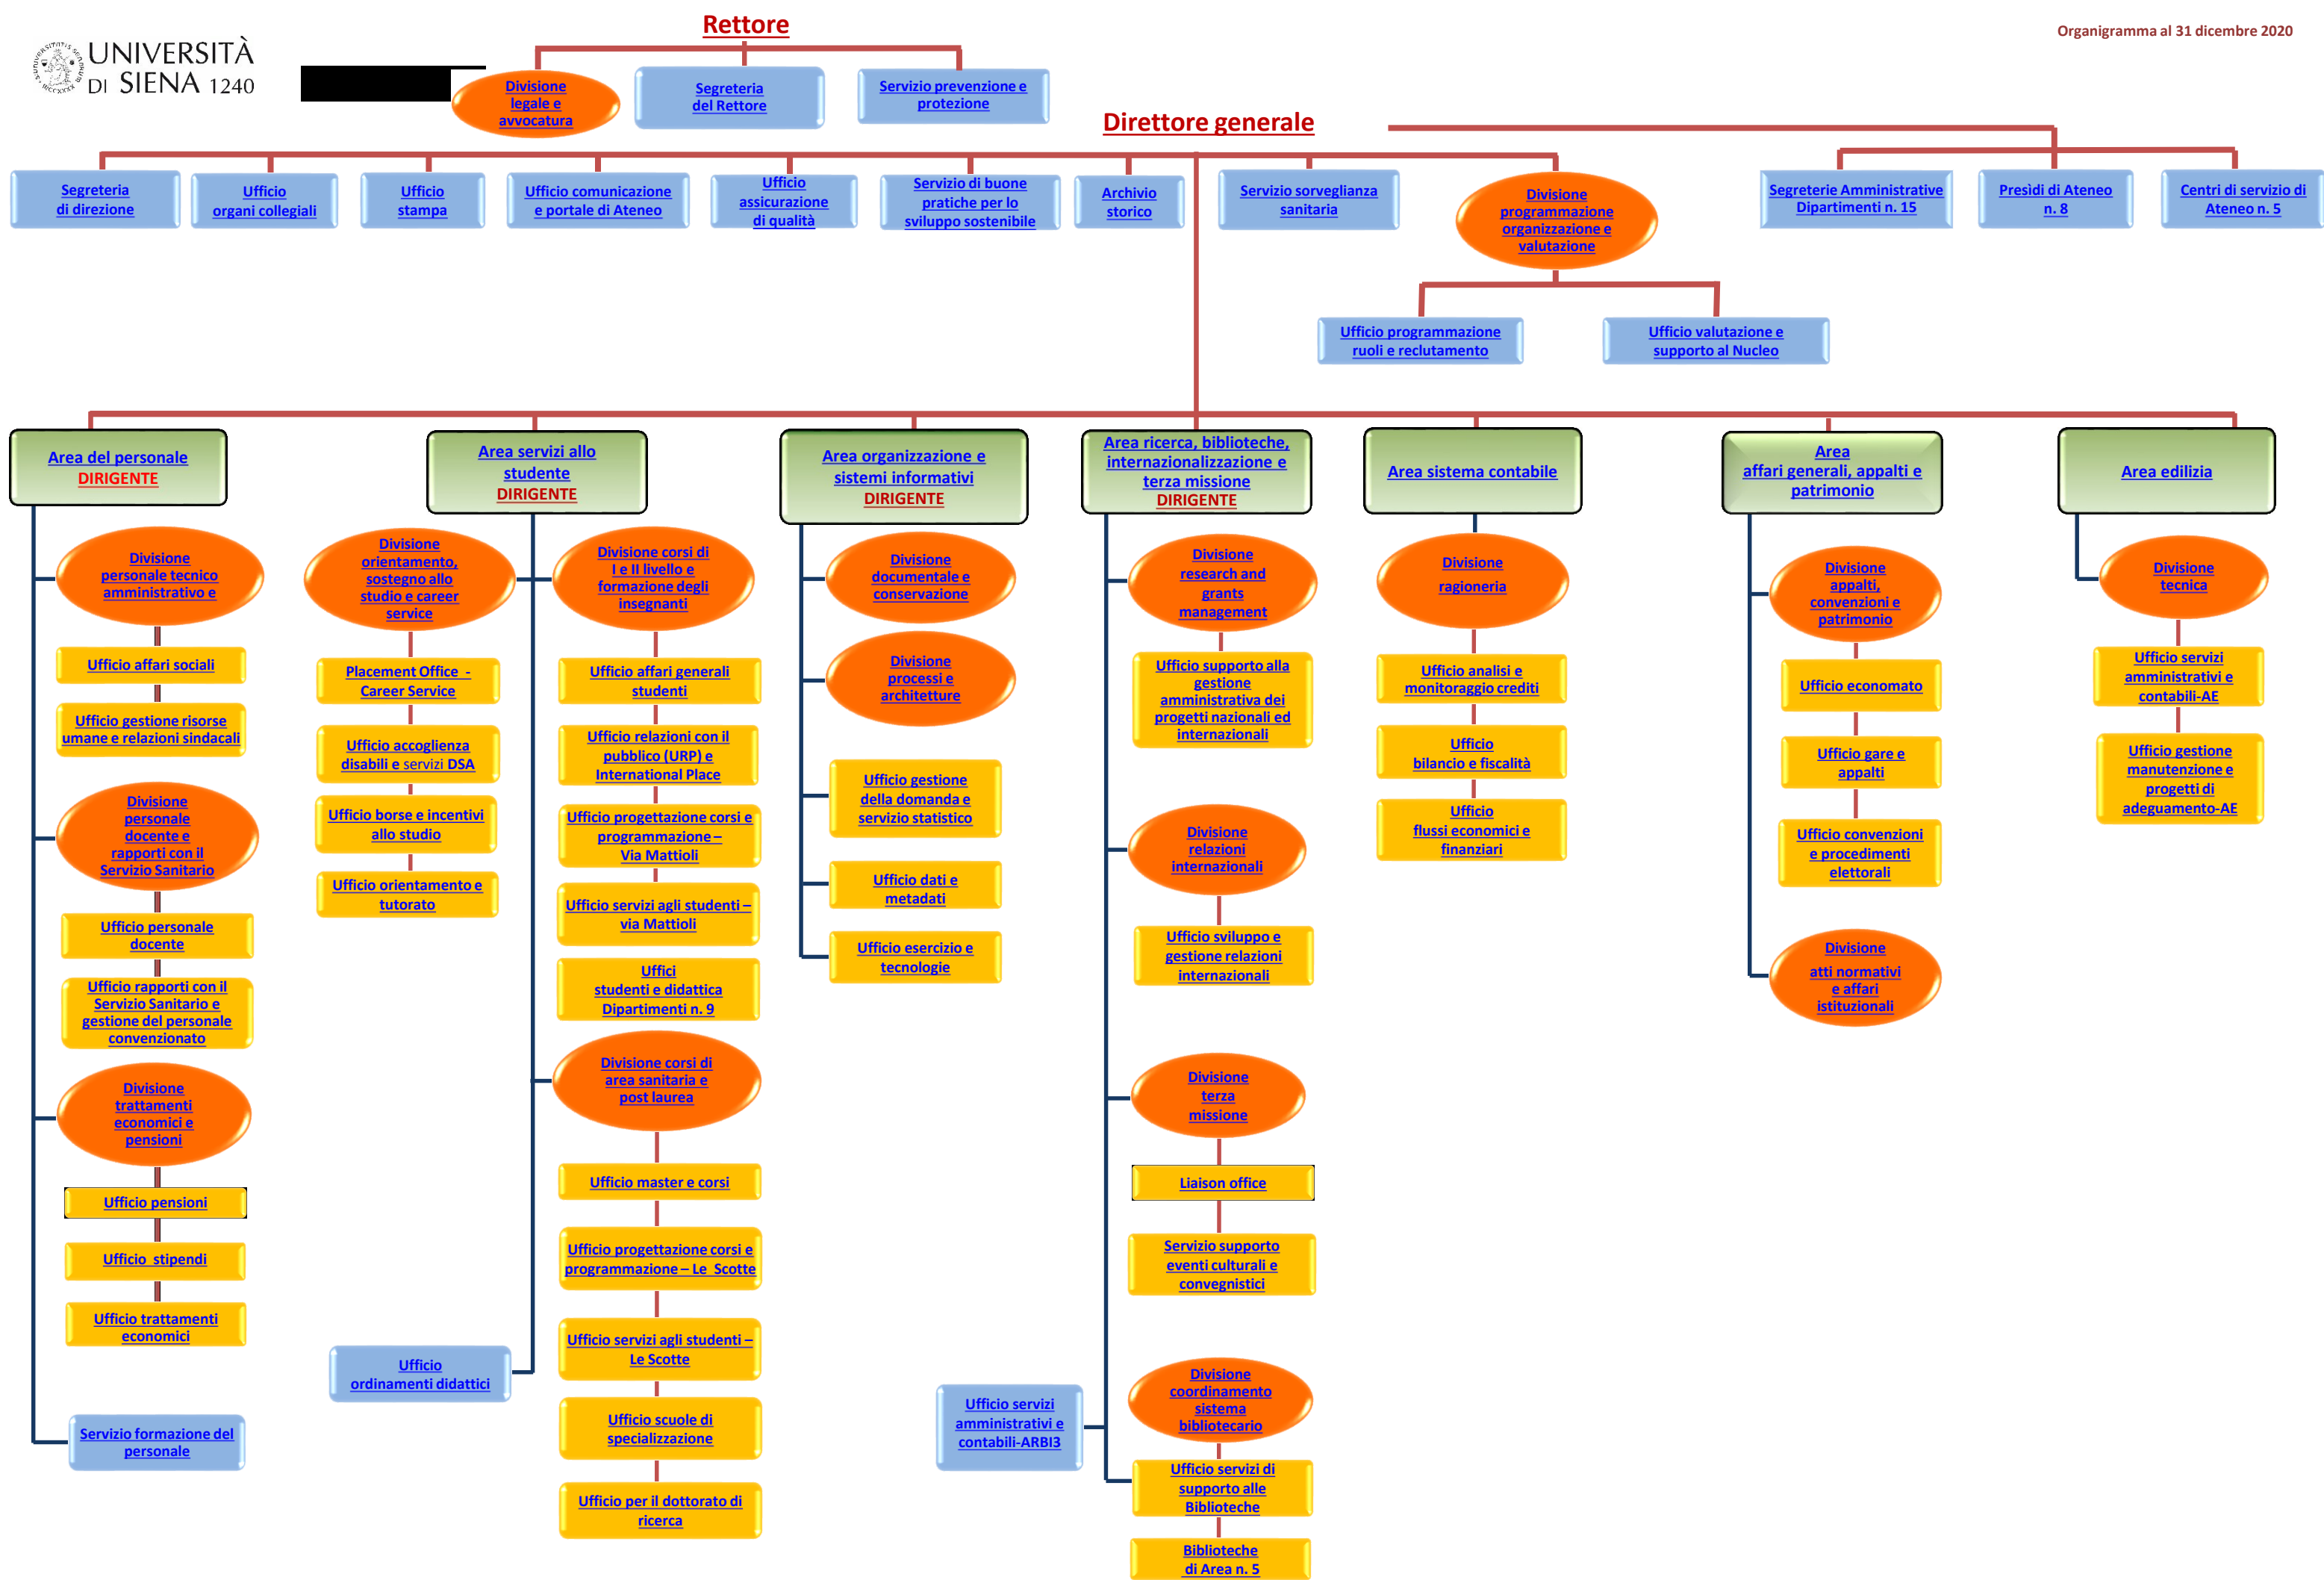 Rettore
Organigramma al 31 dicembre 2020
UNIVERSITÀ
DI SIENA 1240
Divisione
legale e
avvocatura
Segreteria
del Rettore
Servizio prevenzione e
protezione
Direttore generale
Segreteria
di direzione
Ufficio
organi collegiali
Ufficio
stampa
Ufficio comunicazione
e portale di Ateneo
Ufficio
assicurazione
di qualità
Servizio di buone
pratiche per lo
sviluppo sostenibile
Archivio
storico
Servizio sorveglianza
sanitaria
Divisione
programmazione
organizzazione e
valutazione
Segreterie Amministrative
Dipartimenti n. 15
Presìdi di Ateneo
n. 8
Centri di servizio di
Ateneo n. 5
Ufficio programmazione
ruoli e reclutamento
Ufficio valutazione e
supporto al Nucleo
Area del personale
DIRIGENTE
Divisione
personale tecnico
amministrativo e
Ufficio affari sociali
Ufficio gestione risorse
umane e relazioni sindacali
Divisione
personale
docente e
rapporti con il
Servizio Sanitario
Ufficio personale
docente
Ufficio rapporti con il
Servizio Sanitario e
gestione del personale
convenzionato
Divisione
trattamenti
economici e
pensioni
Ufficio pensioni
Ufficio stipendi
Ufficio trattamenti
economici
Servizio formazione del
personale
Area servizi allo
studente
DIRIGENTE
Divisione
orientamento,
sostegno allo
studio e career
service
Placement Office -
Career Service
Ufficio accoglienza
disabili e servizi DSA
Ufficio borse e incentivi
allo studio
Ufficio orientamento e
tutorato
Divisione corsi di
I e II livello e
formazione degli
insegnanti
Ufficio affari generali
studenti
Ufficio relazioni con il
pubblico (URP) e
International Place
Ufficio progettazione corsi e
programmazione –
Via Mattioli
Ufficio servizi agli studenti –
via Mattioli
Uffici
studenti e didattica
Dipartimenti n. 9
Divisione corsi di
area sanitaria e
post laurea
Ufficio master e corsi
Ufficio progettazione corsi e
programmazione – Le Scotte
Ufficio servizi agli studenti –
Le Scotte
Ufficio scuole di
specializzazione
Ufficio per il dottorato di
ricerca
Ufficio
ordinamenti didattici
Area organizzazione e
sistemi informativi
DIRIGENTE
Divisione
documentale e
conservazione
Divisione
processi e
architetture
Ufficio gestione
della domanda e
servizio statistico
Ufficio dati e
metadati
Ufficio esercizio e
tecnologie
Area ricerca, biblioteche,
internazionalizzazione e
terza missione
DIRIGENTE
Divisione
research and
grants
management
Ufficio supporto alla
gestione
amministrativa dei
progetti nazionali ed
internazionali
Divisione
relazioni
internazionali
Ufficio sviluppo e
gestione relazioni
internazionali
Divisione
terza
missione
Liaison office
Servizio supporto
eventi culturali e
convegnistici
Ufficio servizi
amministrativi e
contabili-ARBI3
Divisione
coordinamento
sistema
bibliotecario
Ufficio servizi di
supporto alle
Biblioteche
Biblioteche
di Area n. 5
Area sistema contabile
Divisione
ragioneria
Ufficio analisi e
monitoraggio crediti
Ufficio
bilancio e fiscalità
Ufficio
flussi economici e
finanziari
Area
affari generali, appalti e
patrimonio
Divisione
appalti,
convenzioni e
patrimonio
Ufficio economato
Ufficio gare e
appalti
Ufficio convenzioni
e procedimenti
elettorali
Divisione
atti normativi
e affari
istituzionali
Area edilizia
Divisione
tecnica
Ufficio servizi
amministrativi e
contabili-AE
Ufficio gestione
manutenzione e
progetti di
adeguamento-AE